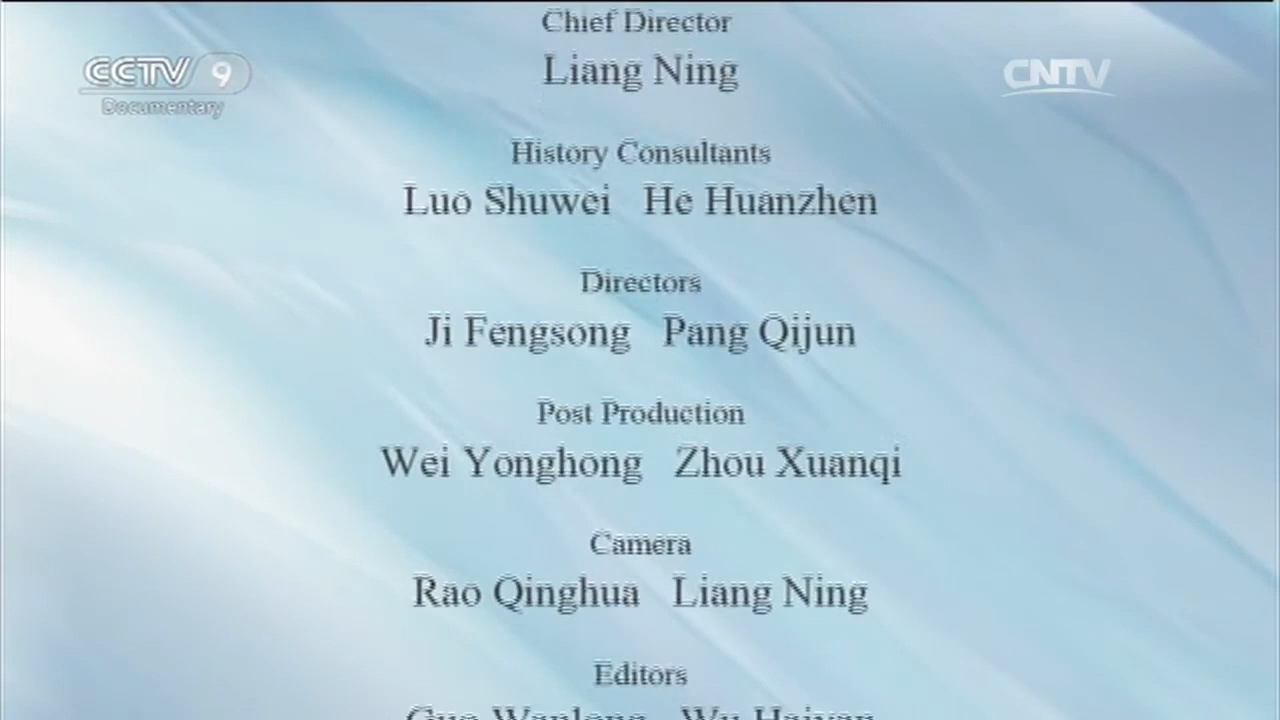 Chief Director
CCTV 9
Documentary
CNTV
Liang Ning
History Consultants
Luo Shuwei He Huanzhen
Directors
Ji Fengsong Pang Qijun
Post Production
Wei Yonghong Zhou Xuanqi
Camera
Rao Qinghua Liang Ning
Editors